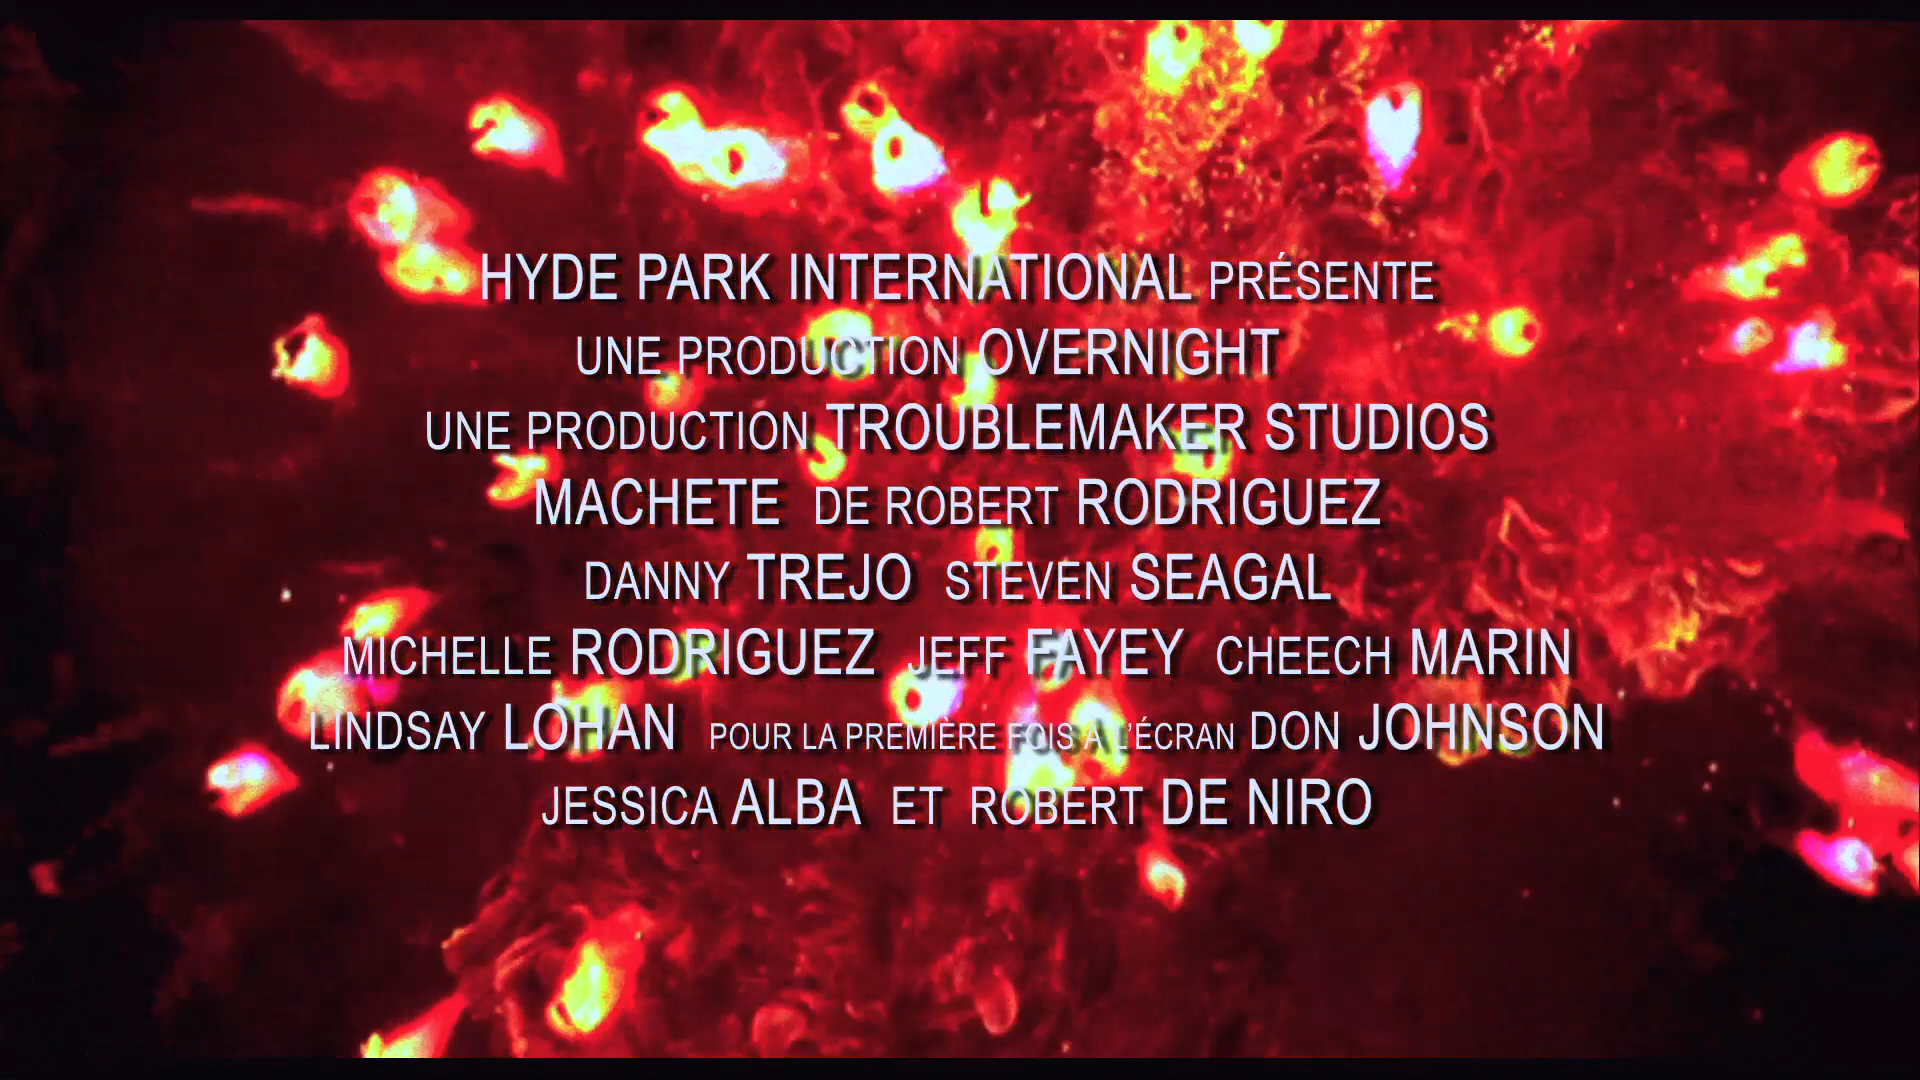 HYDE PARK INTERNATIONAL PRÉSENTE
UNE PRODUCTION OVERNIGHT
UNE PRODUCTION TROUBLEMAKER STUDIOS
MACHETE DE ROBERT RODRIGUEZ
DANNY TREJO STEVEN SEAGAL
MICHELLE RODRIGUEZ JEFF FAYEY CHEECH MARIN
LINDSAY LOHAN POUR LA PREMIÈRE FOIS A L'ÉCRAN DON JOHNSON
JESSICA ALBA ET ROBERT DE NIRO